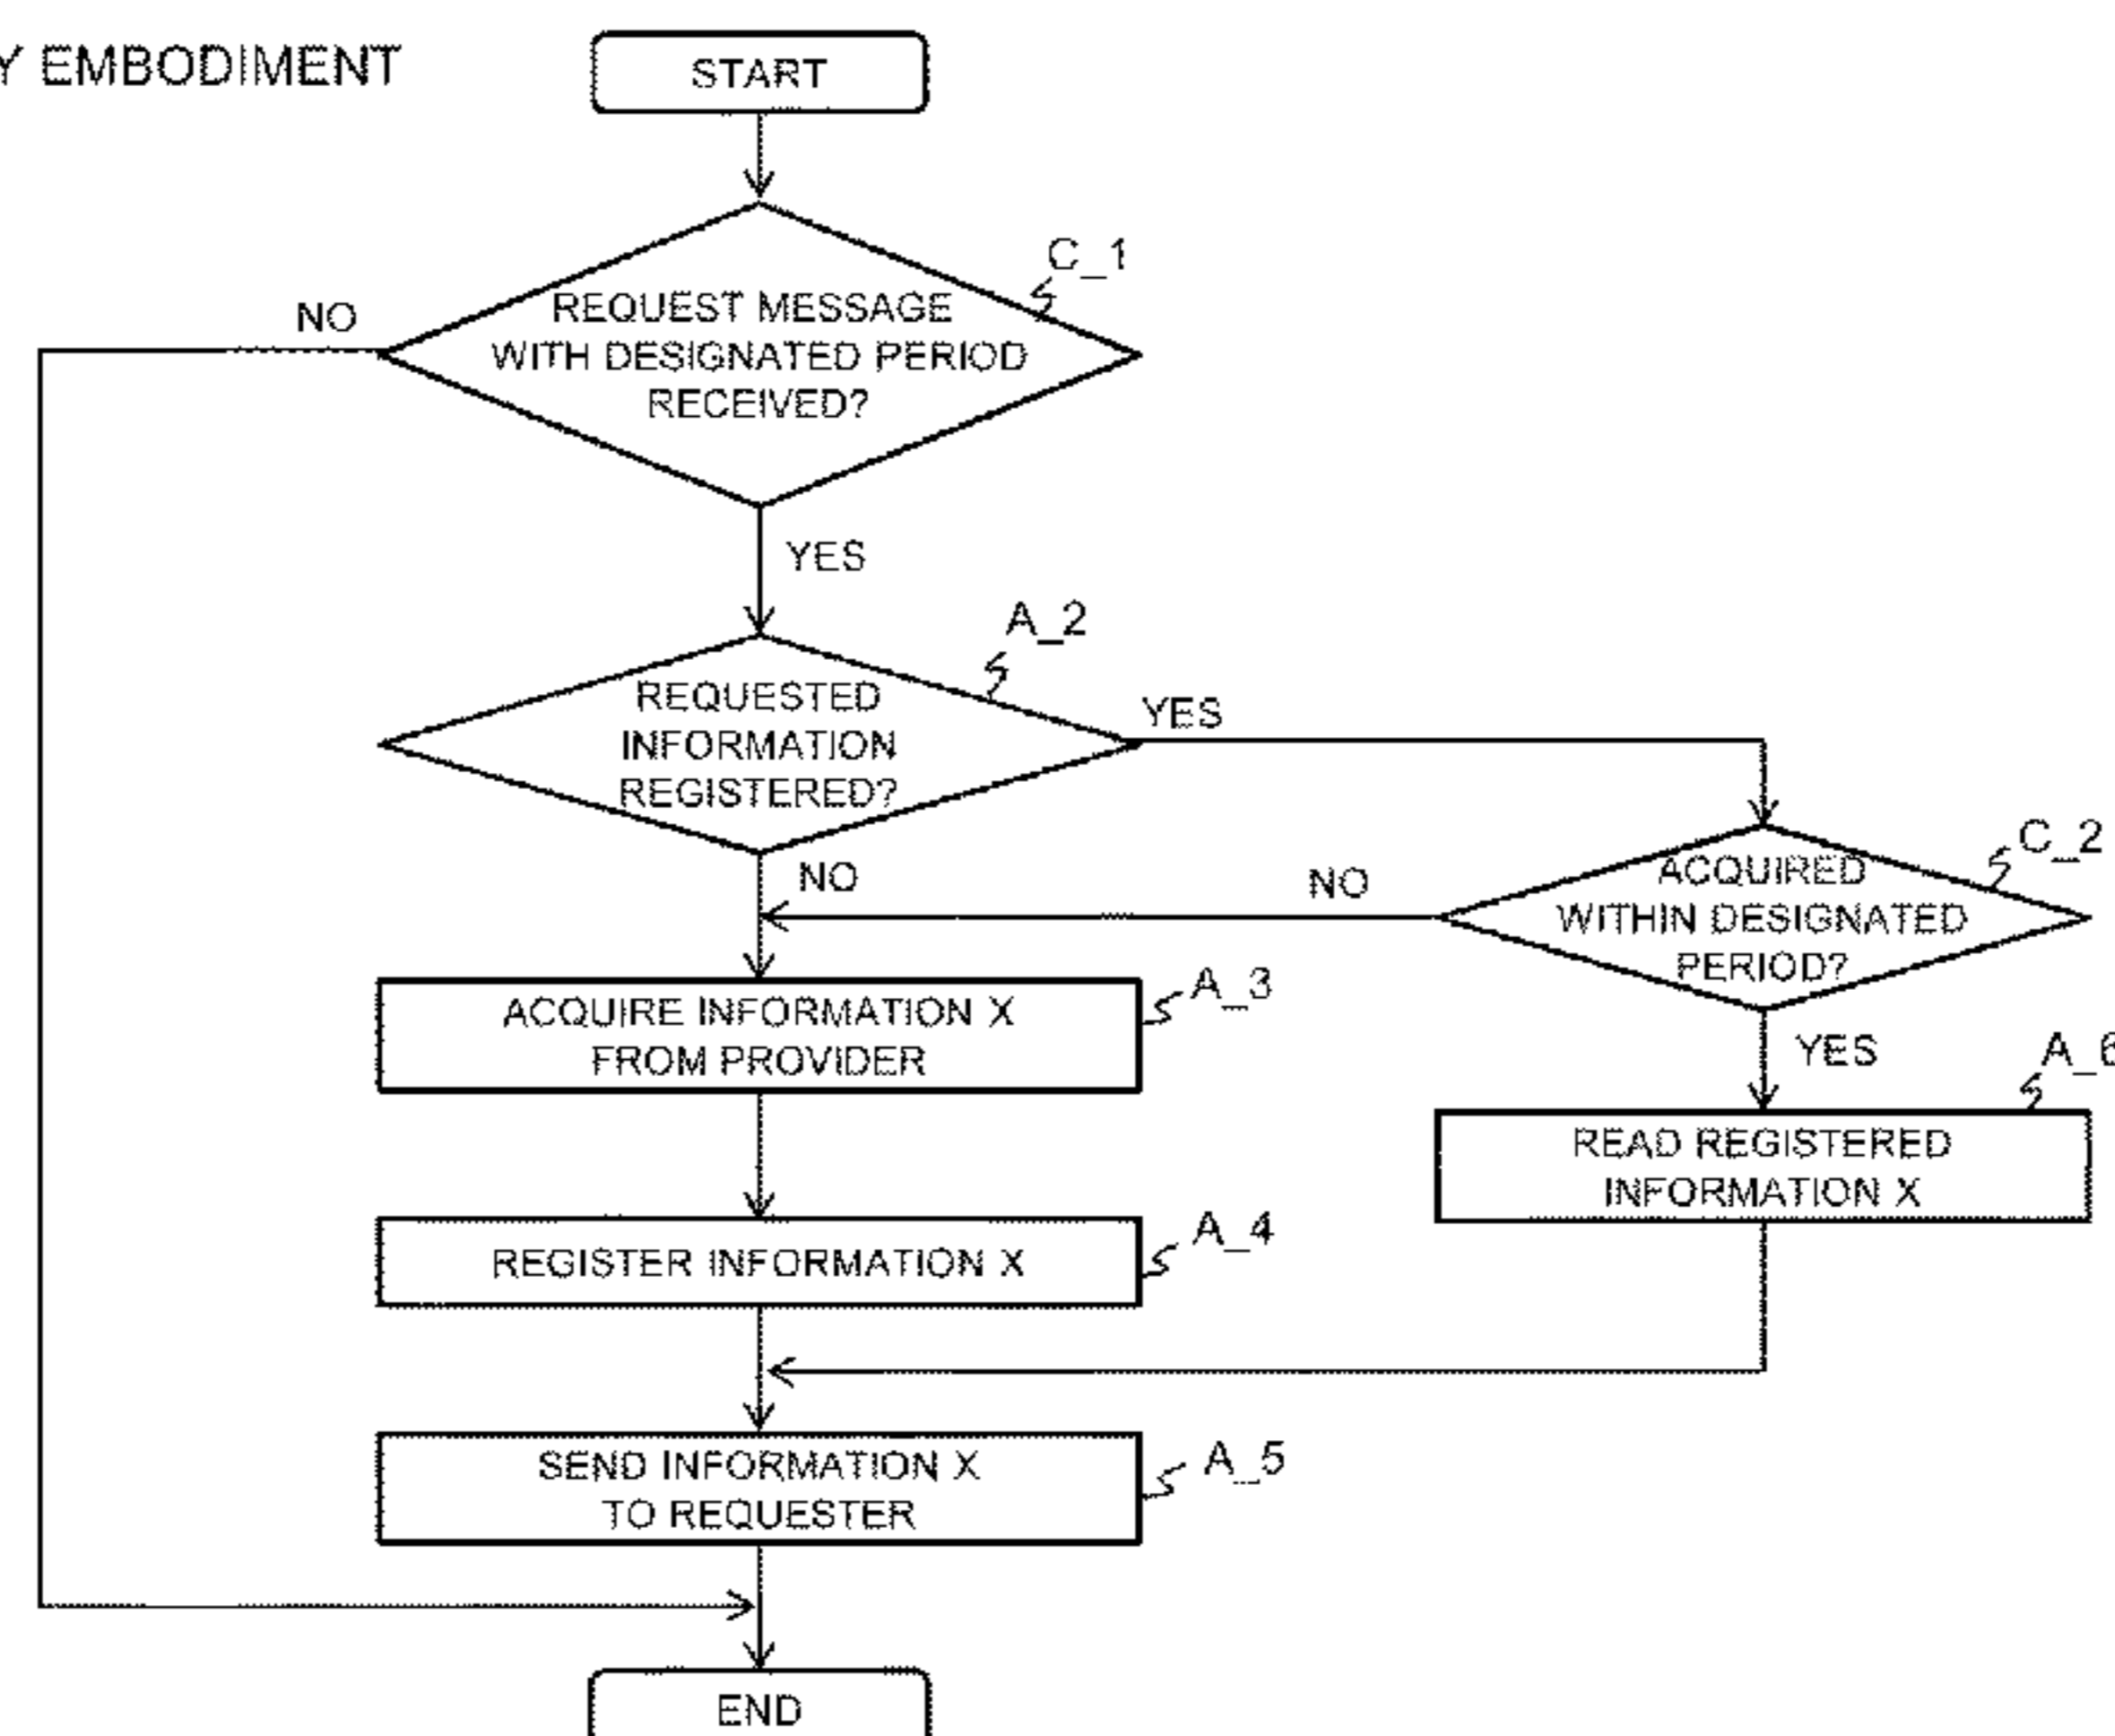 Y EMBODIMENT
START
C_1
NO
REQUEST MESSAGE
WITH DESIGNATED PERIOD
RECEIVED?
YES
A_2
REQUESTED
INFORMATION
REGISTERED?
YES
NO
C_2
NO
ACQUIRED
WITHIN DESIGNATED
PERIOD?
A_3
ACQUIRE INFORMATION X
FROM PROVIDER
YES
A_6
READ REGISTERED
INFORMATION X
A_4
REGISTER INFORMATION X
A_5
SEND INFORMATION X
TO REQUESTER
END